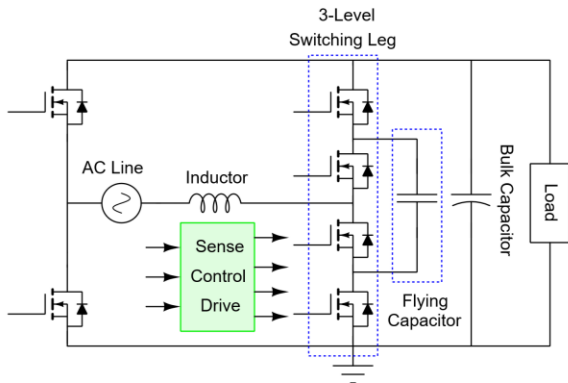 3-Level
Switching Leg
AC Line
Inductor
Sense
Control
Drive
Flying
Capacitor
Bulk Capacitor
Load